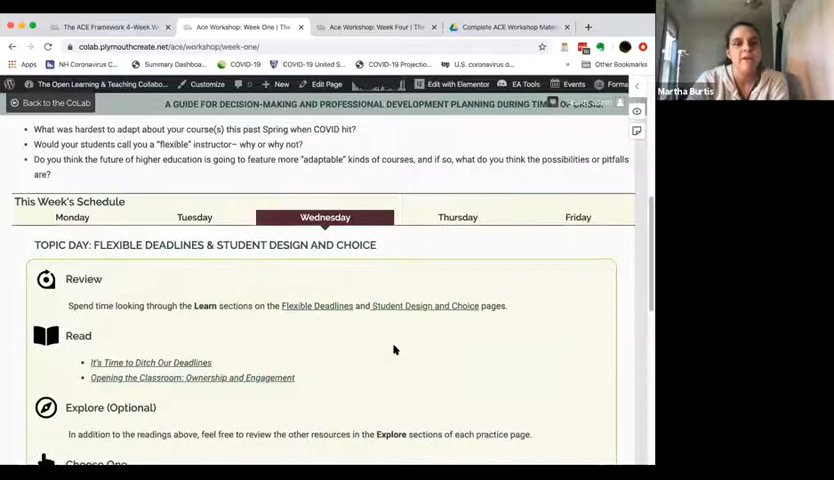 The ACE Framework 4-Week W
Ace Workshop: Week One | The
Ace Workshop: Week Four | The
Complete ACE Workshop Mater
colab.plymouthcreate.net/ace/workshop/week-one/
Apps
NH Coronavirus (COV
Summary Dashboa...
COVID-19
COVID-19 United S...
COVID-19 Projectio...
U.S. coronavirus d...
Other Bookmarks
The Open Learning & Teaching Collabo...
Customize
0
New
Edit Page
Edit with Elementor
EA Tools
Events
Forms
Back to the CoLab
A GUIDE FOR DECISION-MAKING AND PROFESSIONAL DEVELOPMENT PLANNING DURING TIM
Martha Burtis
• What was hardest to adapt about your course(s) this past Spring when COVID hit?
• Would your students call you a "flexible" instructor– why or why not?
• Do you think the future of higher education is going to feature more "adaptable" kinds of courses, and if so, what do you think the possibilities or pitfalls
are?
This Week's Schedule
Monday
Tuesday
Wednesday
Thursday
Friday
TOPIC DAY: FLEXIBLE DEADLINES & STUDENT DESIGN AND CHOICE
Review
Spend time looking through the Learn sections on the Flexible Deadlines and Student Design and Choice pages.
Read
• It's Time to Ditch Our Deadlines
• Opening the Classroom: Ownership and Engagement
Explore (Optional)
In addition to the readings above, feel free to review the other resources in the Explore sections of each practice page.
Choose One